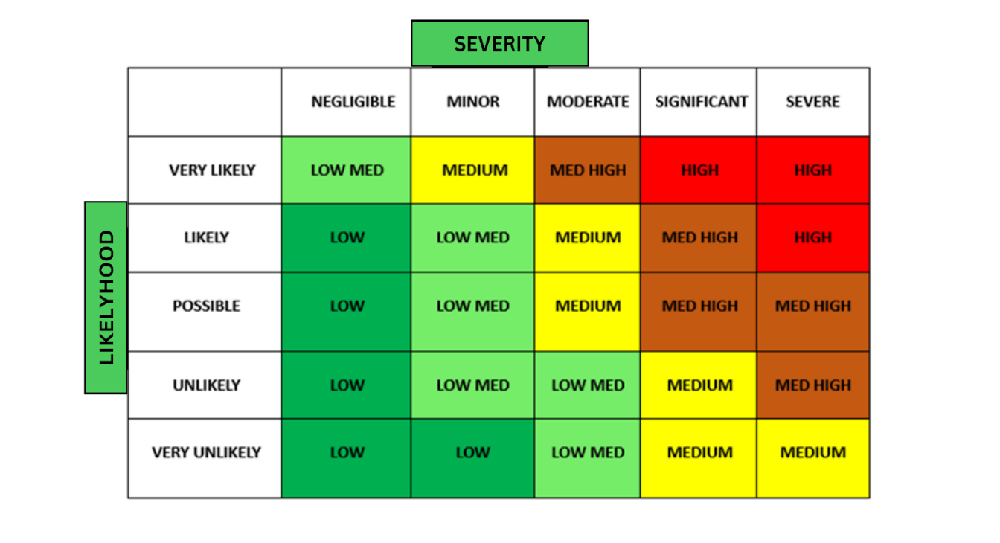 SEVERITY
NEGLIGIBLE MINOR MODERATE SIGNIFICANT SEVERE
VERY LIKELY LOW MED MEDIUM MED HIGH HIGH HIGH
LIKELYHOOD
LIKELY LOW LOW MED MEDIUM MED HIGH HIGH
POSSIBLE LOW LOW MED MEDIUM MED HIGH MED HIGH
UNLIKELY LOW LOW MED LOW MED MEDIUM MED HIGH
VERY UNLIKELY LOW LOW LOW MED MEDIUM MEDIUM